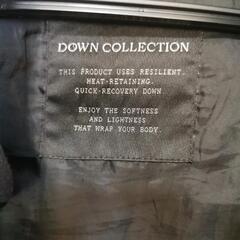 DOWN COLLECTION
THIS PRODUCT USES RESILIENT.
HEAT-RETAINING.
QUICK-RECOVERY DOWN.
ENJOY THE SOFTNESS
AND LIGHTNESS
THAT WRAP YOUR BODY.